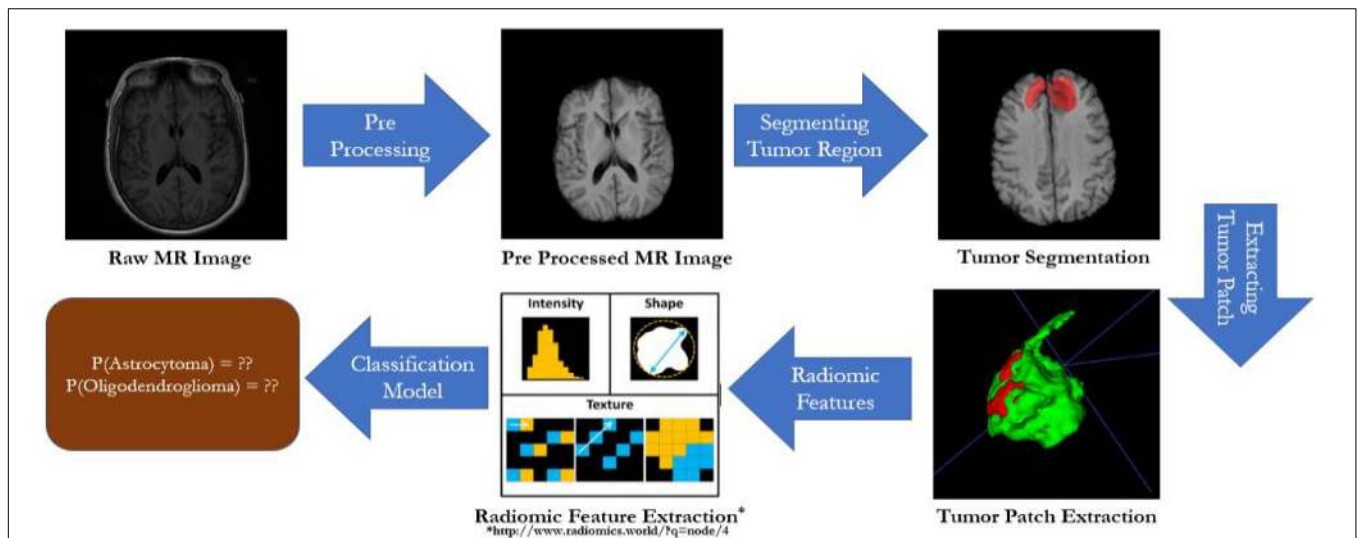 Pre
Processing
Segmenting
Tumor Region
Raw MR Image
Pre Processed MR Image
Tumor Segmentation
Extracting
Tumor Patch
P(Astrocytoma) = ??
P(Oligodendroglioma) = ??
Classification
Model
Intensity
Shape
Texture
Radiomic
Features
Radiomic Feature Extraction*
*http://www.radiomics.world/?q=node/4
Tumor Patch Extraction